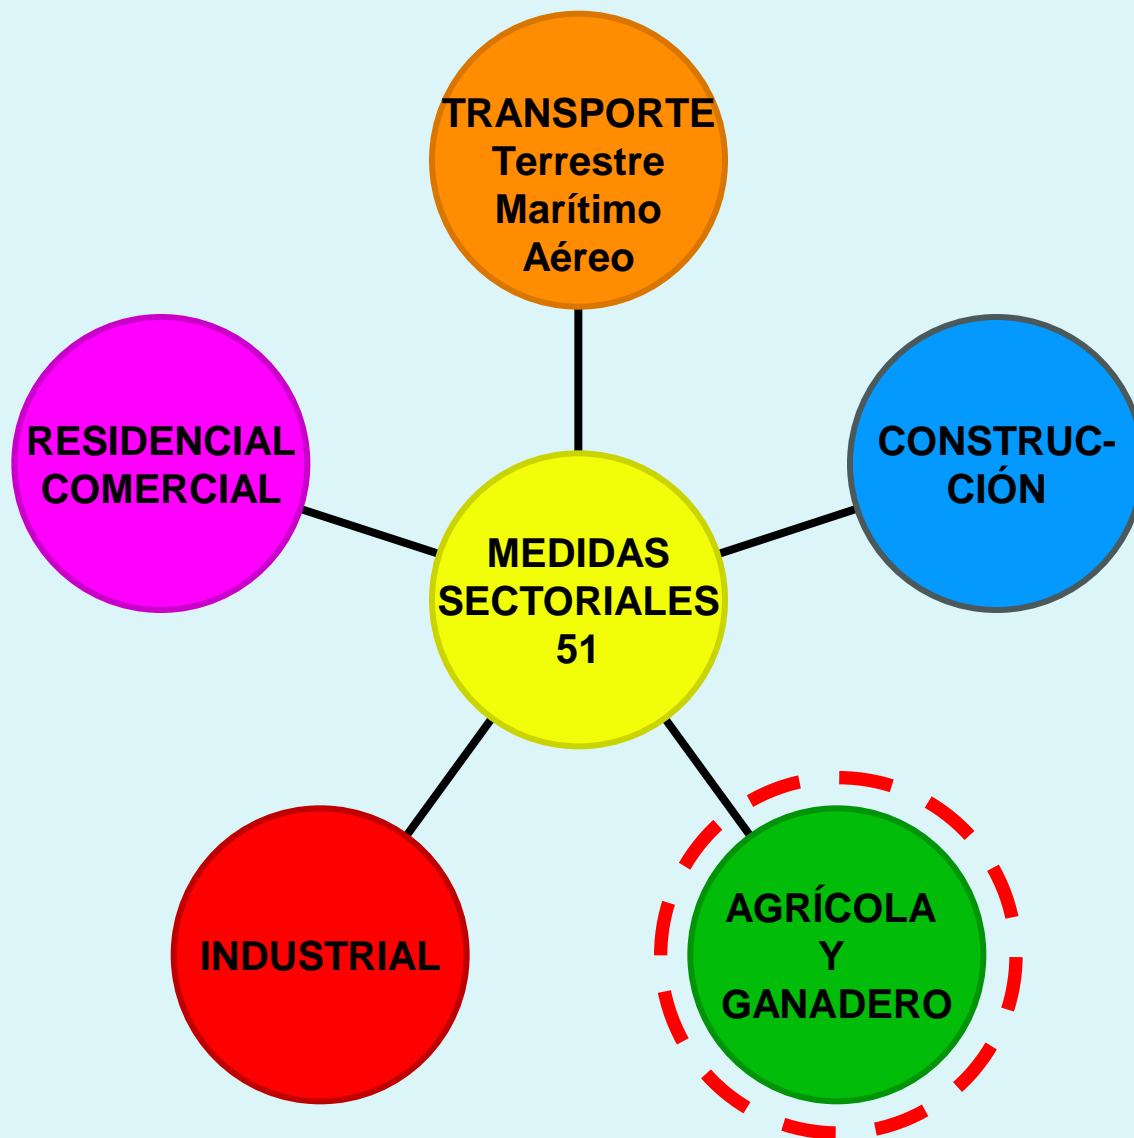 TRANSPORTE
Terrestre
Marítimo
Aéreo
RESIDENCIAL
COMERCIAL
CONSTRUC-
CIÓN
MEDIDAS
SECTORIALES
51
INDUSTRIAL
AGRÍCOLA
Y
GANADERO